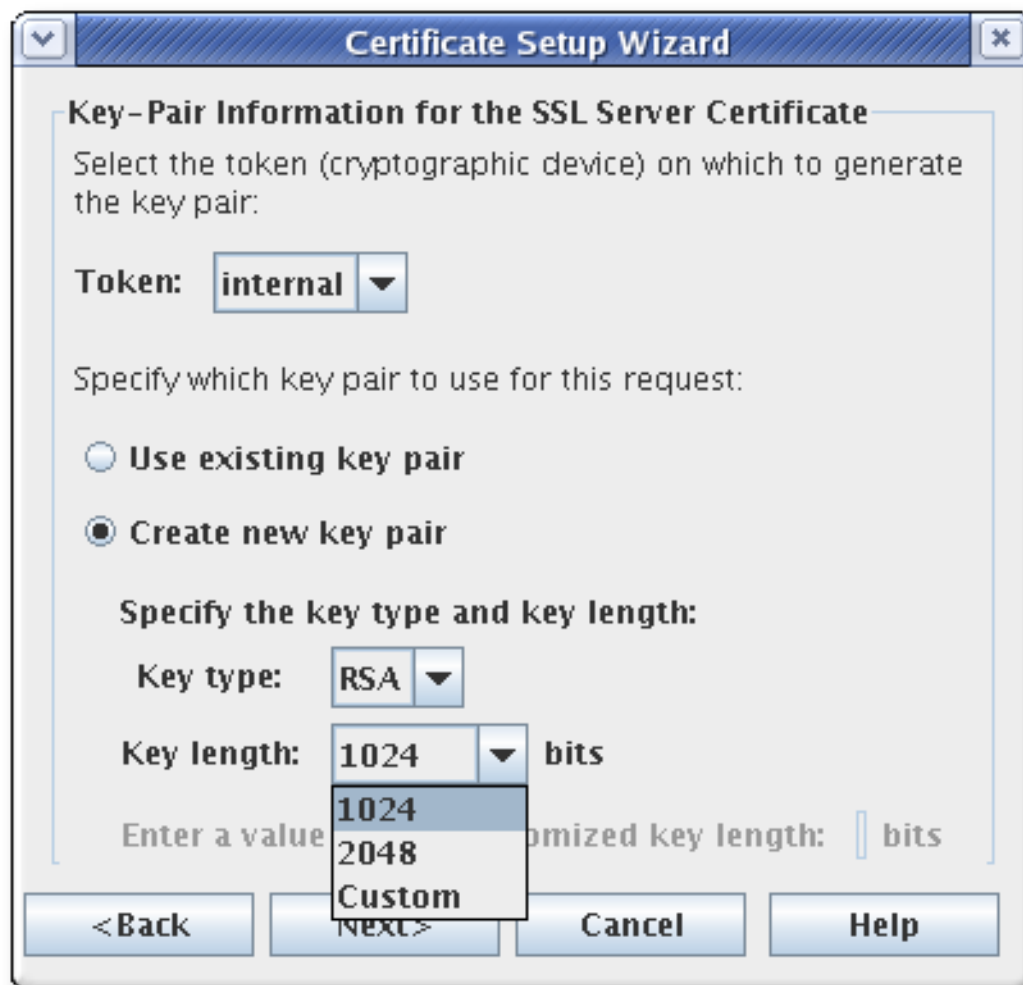 Certificate Setup Wizard
Key-Pair Information for the SSL Server Certificate
Select the token (cryptographic device) on which to generate
the key pair:
Token: internal
Specify which key pair to use for this request:
Use existing key pair
Create new key pair
Specify the key type and key length:
Key type: RSA
Key length: 1024 bits
1024
Enter a value omized key length: bits
2048
Custom
<Back Next> Cancel Help